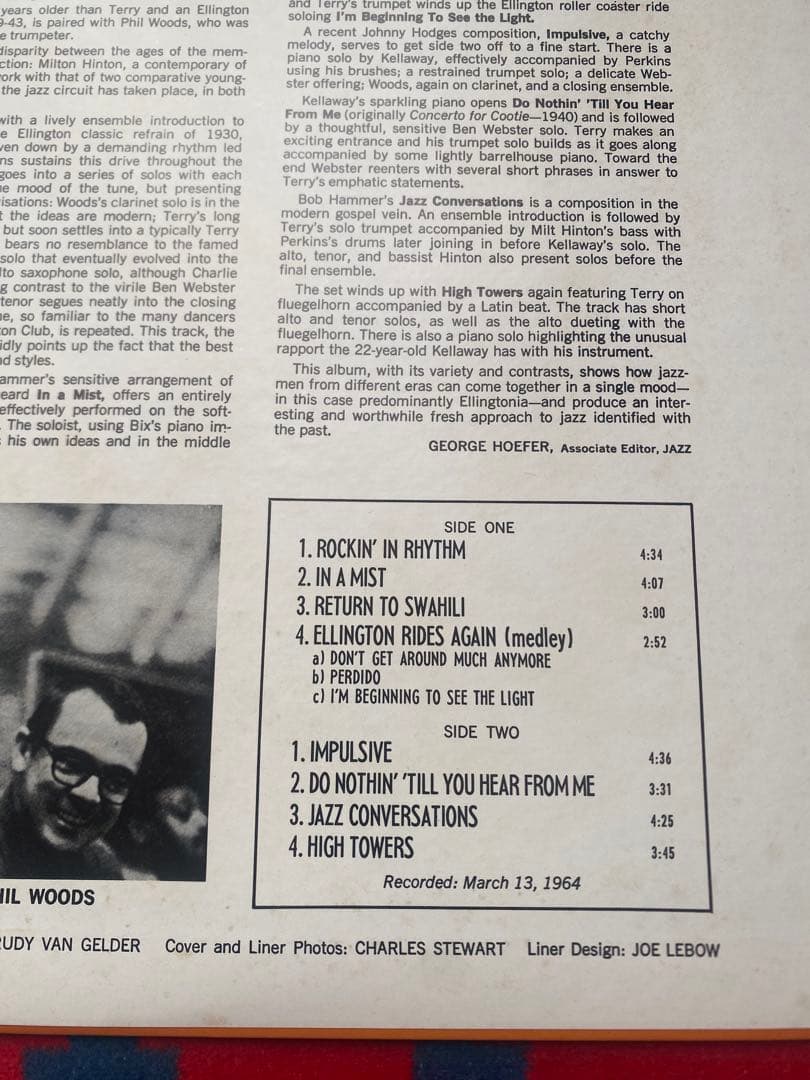 years older than Terry and an Ellington
9-43, is paired with Phil Woods, who was
e trumpeter.
disparity between the ages of the mem-
ction: Milton Hinton, a contemporary of
ork with that of two comparative young-
the jazz circuit has taken place, in both
with a lively ensemble introduction to
e Ellington classic refrain of 1930,
ven down by a demanding rhythm led
ns sustains this drive throughout the
goes into a series of solos with each
e mood of the tune, but presenting
isations: Woods's clarinet solo is in the
t the ideas are modern; Terry's long
but soon settles into a typically Terry
bears no resemblance to the famed
solo that eventually evolved into the
lto saxophone solo, although Charlie
g contrast to the virile Ben Webster
tenor segues neatly into the closing
ne, so familiar to the many dancers
on Club, is repeated. This track, the
idly points up the fact that the best
nd styles.
ammer's sensitive arrangement of
eard In a Mist, offers an entirely
effectively performed on the soft-
. The soloist, using Bix's piano im-
s his own ideas and in the middle
and Terry's trumpet winds up the Ellington roller coaster ride
soloing I'm Beginning To See the Light.
A recent Johnny Hodges composition, Impulsive, a catchy
melody, serves to get side two off to a fine start. There is a
piano solo by Kellaway, effectively accompanied by Perkins
using his brushes; a restrained trumpet solo; a delicate Web-
ster offering; Woods, again on clarinet, and a closing ensemble.
Kellaway's sparkling piano opens Do Nothin' 'Till You Hear
From Me (originally Concerto for Cootie—1940) and is followed
by a thoughtful, sensitive Ben Webster solo. Terry makes an
exciting entrance and his trumpet solo builds as it goes along
accompanied by some lightly barrelhouse piano. Toward the
end Webster reenters with several short phrases in answer to
Terry's emphatic statements.
Bob Hammer's Jazz Conversations is a composition in the
modern gospel vein. An ensemble introduction is followed by
Terry's solo trumpet accompanied by Milt Hinton's bass with
Perkins's drums later joining in before Kellaway's solo. The
alto, tenor, and bassist Hinton also present solos before the
final ensemble.
The set winds up with High Towers again featuring Terry on
fluegelhorn accompanied by a Latin beat. The track has short
alto and tenor solos, as well as the alto dueting with the
fluegelhorn. There is also a piano solo highlighting the unusual
rapport the 22-year-old Kellaway has with his instrument.
This album, with its variety and contrasts, shows how jazz-
men from different eras can come together in a single mood—
in this case predominantly Ellingtonia—and produce an inter-
esting and worthwhile fresh approach to jazz identified with
the past.
GEORGE HOEFER, Associate Editor, JAZZ
SIDE ONE
1. ROCKIN' IN RHYTHM 4:34
2. IN A MIST 4:07
3. RETURN TO SWAHILI 3:00
4. ELLINGTON RIDES AGAIN (medley) 2:52
a) DON'T GET AROUND MUCH ANYMORE
b) PERDIDO
c) I'M BEGINNING TO SEE THE LIGHT
SIDE TWO
1. IMPULSIVE 4:36
2. DO NOTHIN' 'TILL YOU HEAR FROM ME 3:31
3. JAZZ CONVERSATIONS 4:25
4. HIGH TOWERS 3:45
Recorded: March 13, 1964
HIL WOODS
RUDY VAN GELDER Cover and Liner Photos: CHARLES STEWART Liner Design: JOE LEBOW